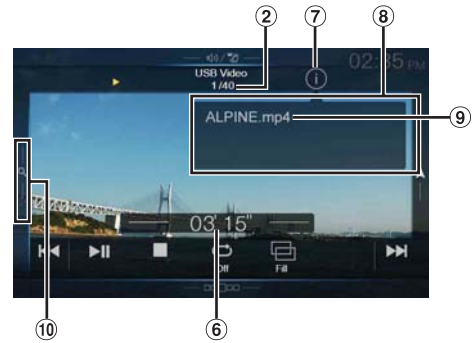 ② ⑦ ⑧
02:35 PM
USB Video
1/40
ALPINE.mp4 ⑨
03' 15"
Off Fill
⑩ ⑥